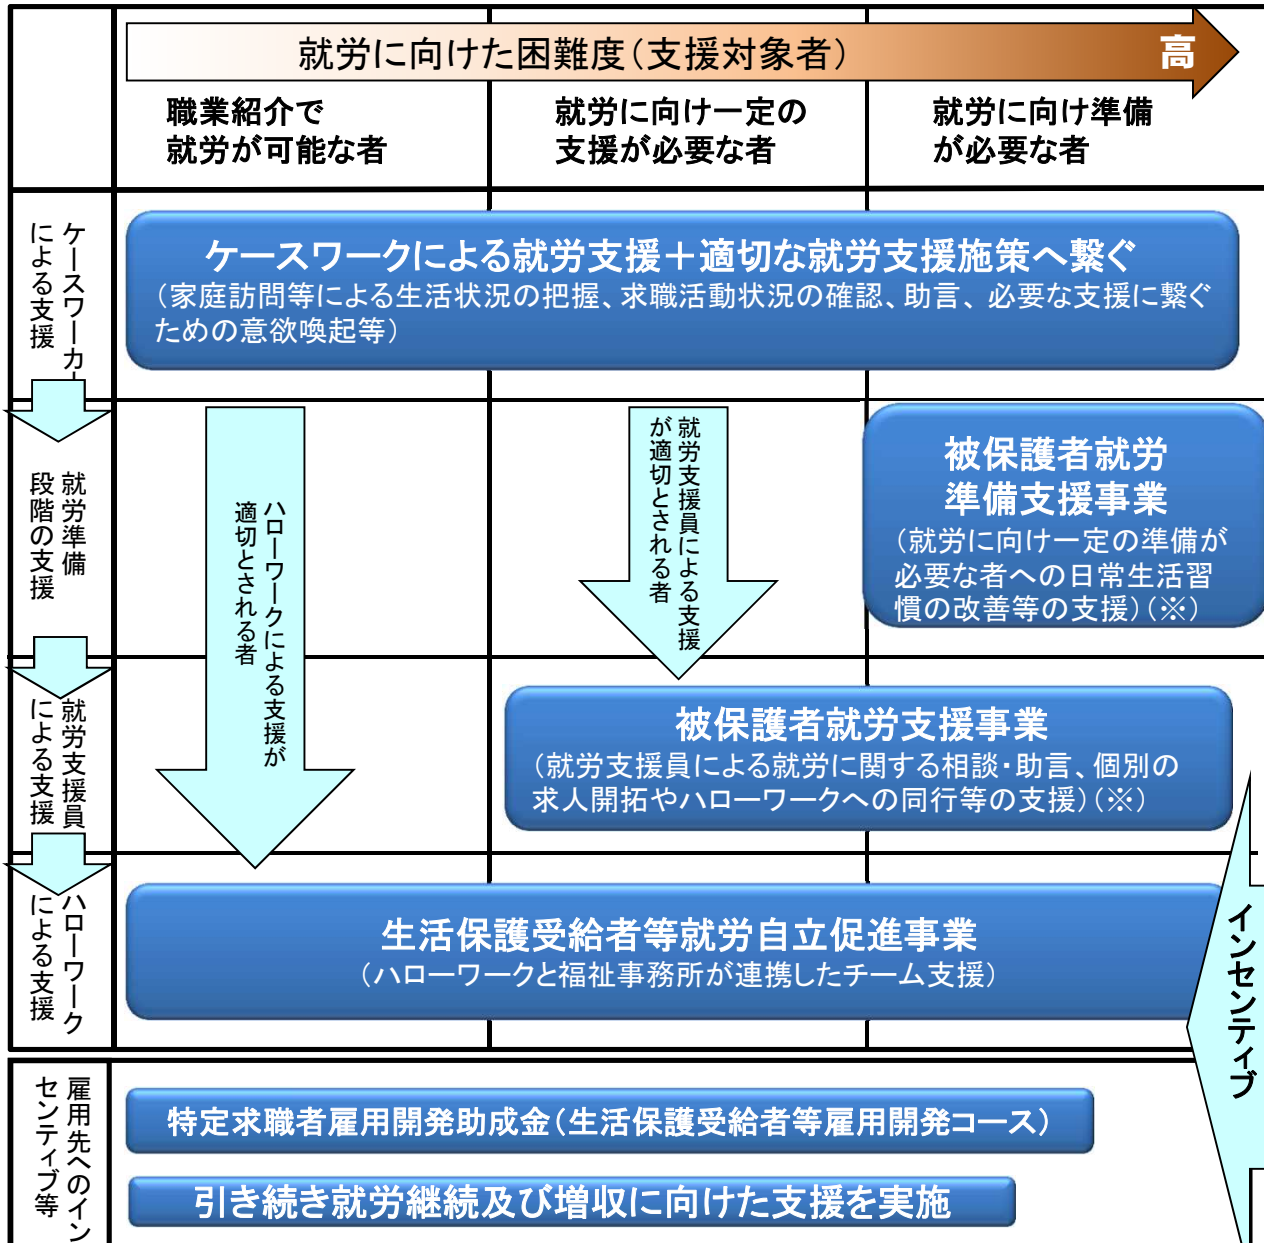 就労に向けた困難度(支援対象者)
高
職業紹介で
就労が可能な者
就労に向け一定の
支援が必要な者
就労に向け準備
が必要な者
ケースワーカー
による支援
ケースワークによる就労支援+適切な就労支援施策へ繋ぐ
(家庭訪問等による生活状況の把握、求職活動状況の確認、助言、必要な支援に繋ぐ
ための意欲喚起等)
就労準備
段階の支援
ハローワークによる支援が
適切とされる者
就労支援員による支援
が適切とされる者
被保護者就労
準備支援事業
(就労に向け一定の準備が
必要な者への日常生活習
慣の改善等の支援)(※)
就労支援員
による支援
被保護者就労支援事業
(就労支援員による就労に関する相談・助言、個別の
求人開拓やハローワークへの同行等の支援)(※)
ハローワーク
による支援
生活保護受給者等就労自立促進事業
(ハローワークと福祉事務所が連携したチーム支援)
インセンティブ
雇用先へのイン
センティブ等
特定求職者雇用開発助成金(生活保護受給者等雇用開発コース)
引き続き就労継続及び増収に向けた支援を実施